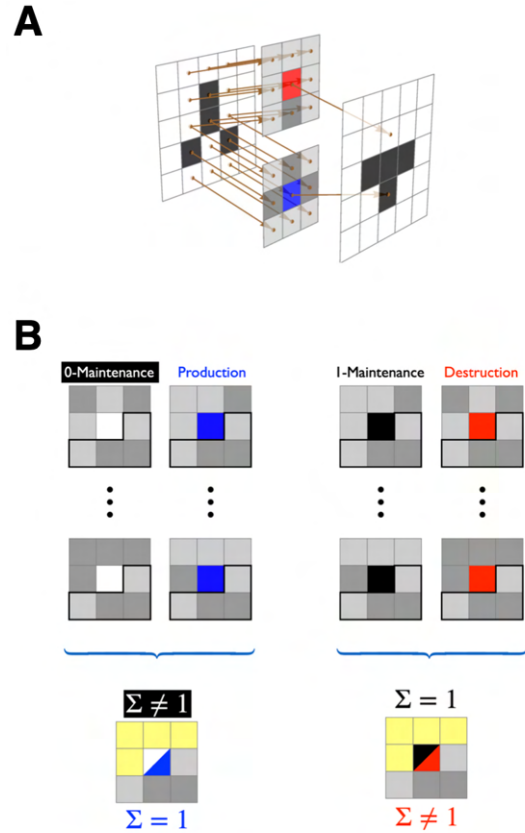 A
B
0-Maintenance Production 1-Maintenance Destruction
Σ ≠ 1 Σ = 1
Σ = 1 Σ ≠ 1